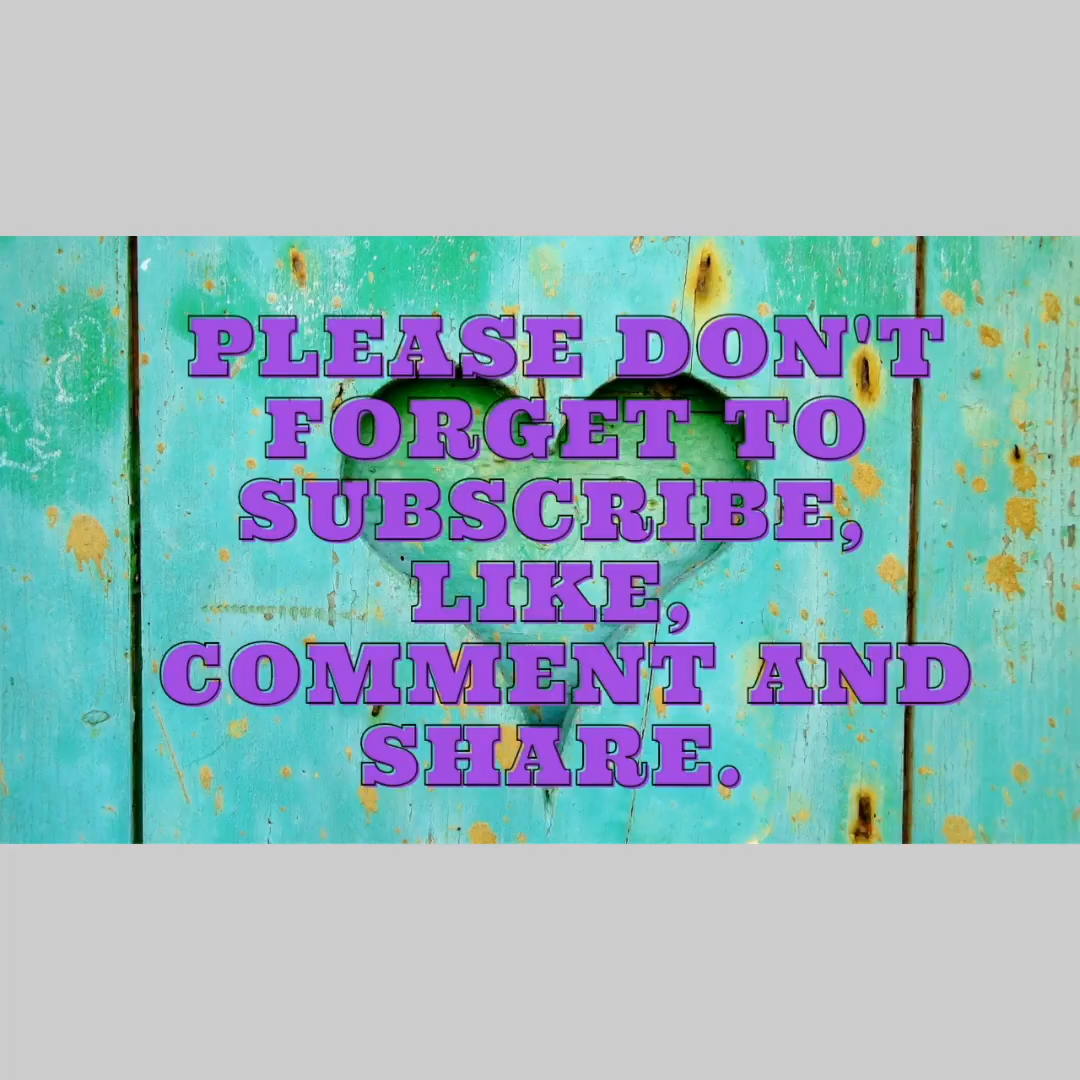 PLEASE DON'T
FORGET TO
SUBSCRIBE,
LIKE,
COMMENT AND
SHARE.